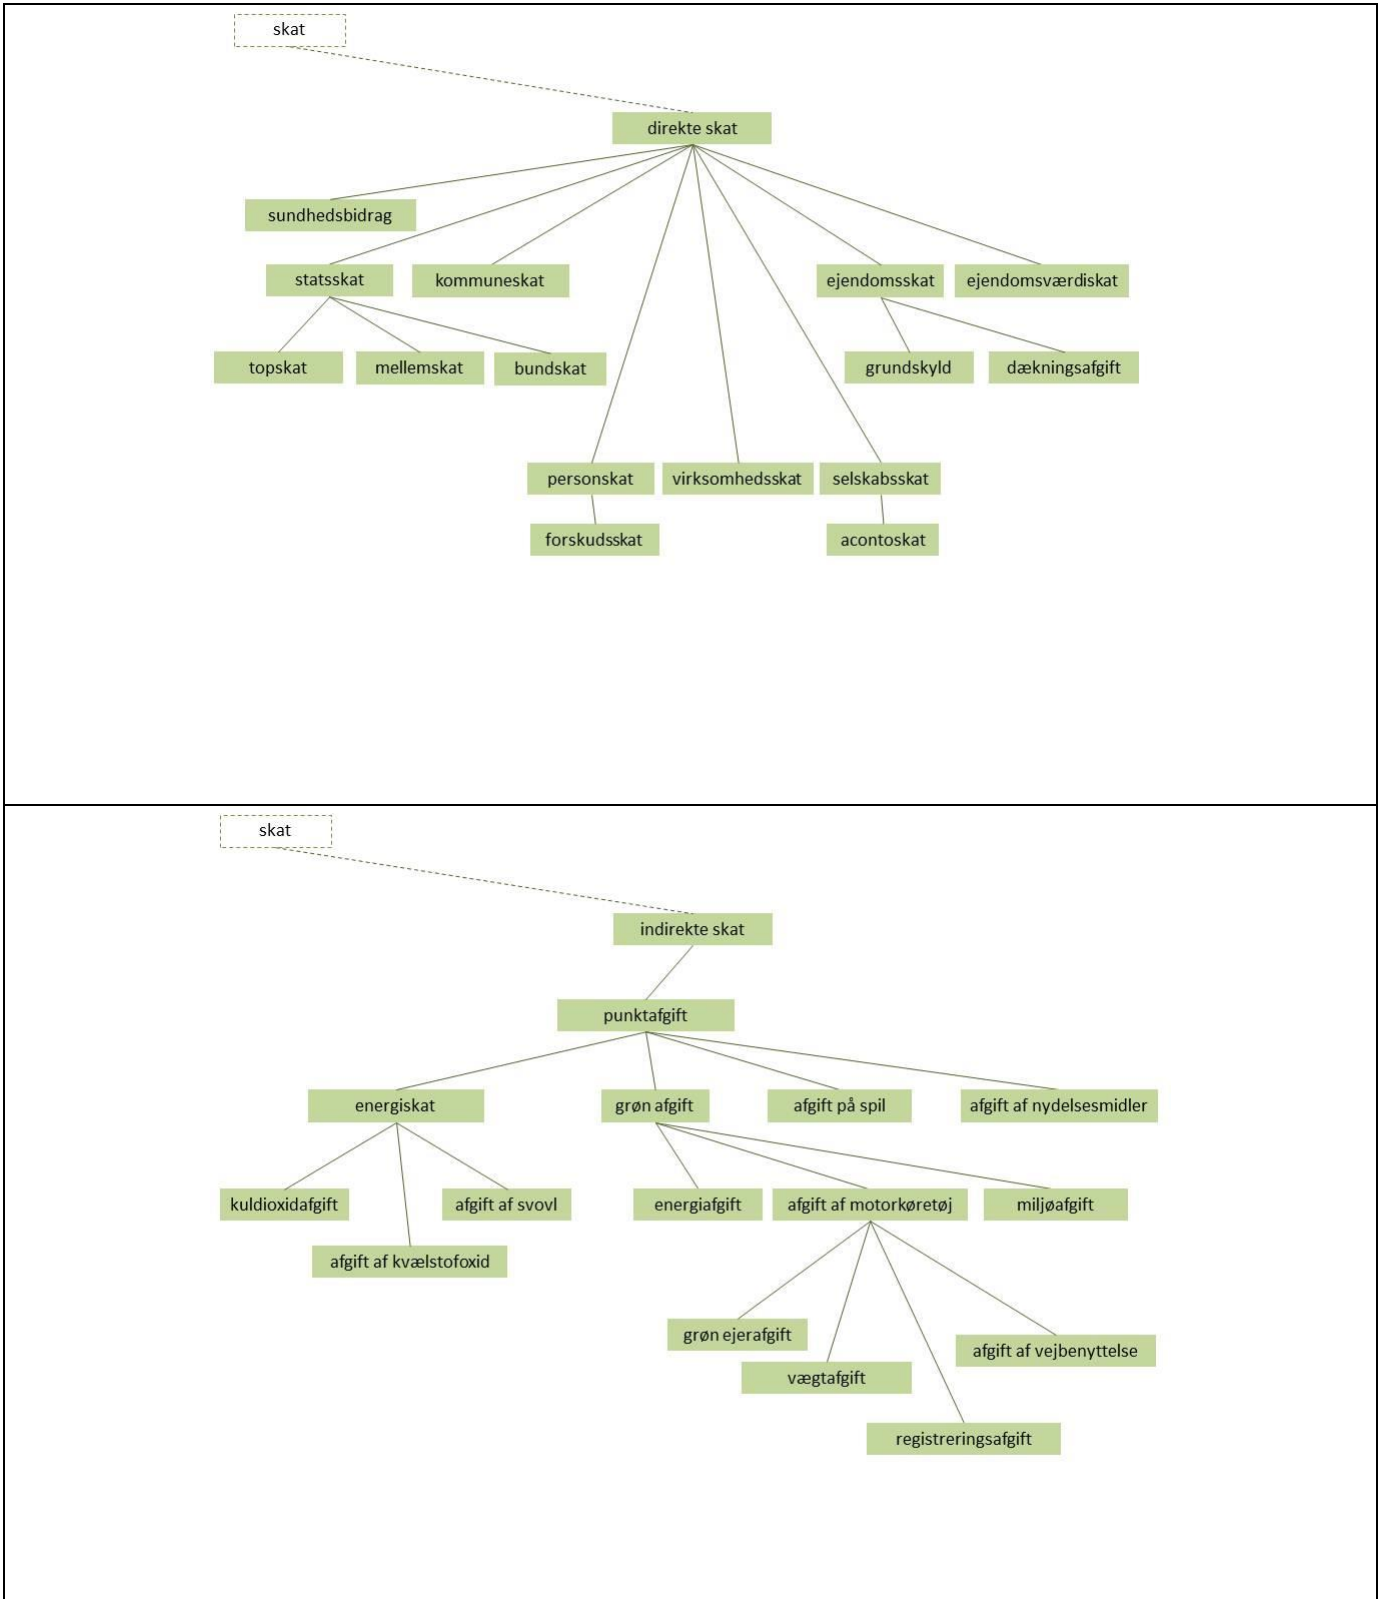 skat
direkte skat
sundhedsbidrag
statsskat
kommuneskat
ejendomsskat
ejendomsværdiskat
topskat
mellemskat
bundskat
grundskyld
dækningsafgift
personskat
virksomhedsskat
selskabsskat
forskudsskat
acontoskat
skat
indirekte skat
punktafgift
energiskat
grøn afgift
afgift på spil
afgift af nydelsesmidler
kuldioxidafgift
afgift af svovl
energiafgift
afgift af motorkøretøj
miljøafgift
afgift af kvælstofoxid
grøn ejerafgift
afgift af vejbenyttelse
vægtafgift
registreringsafgift